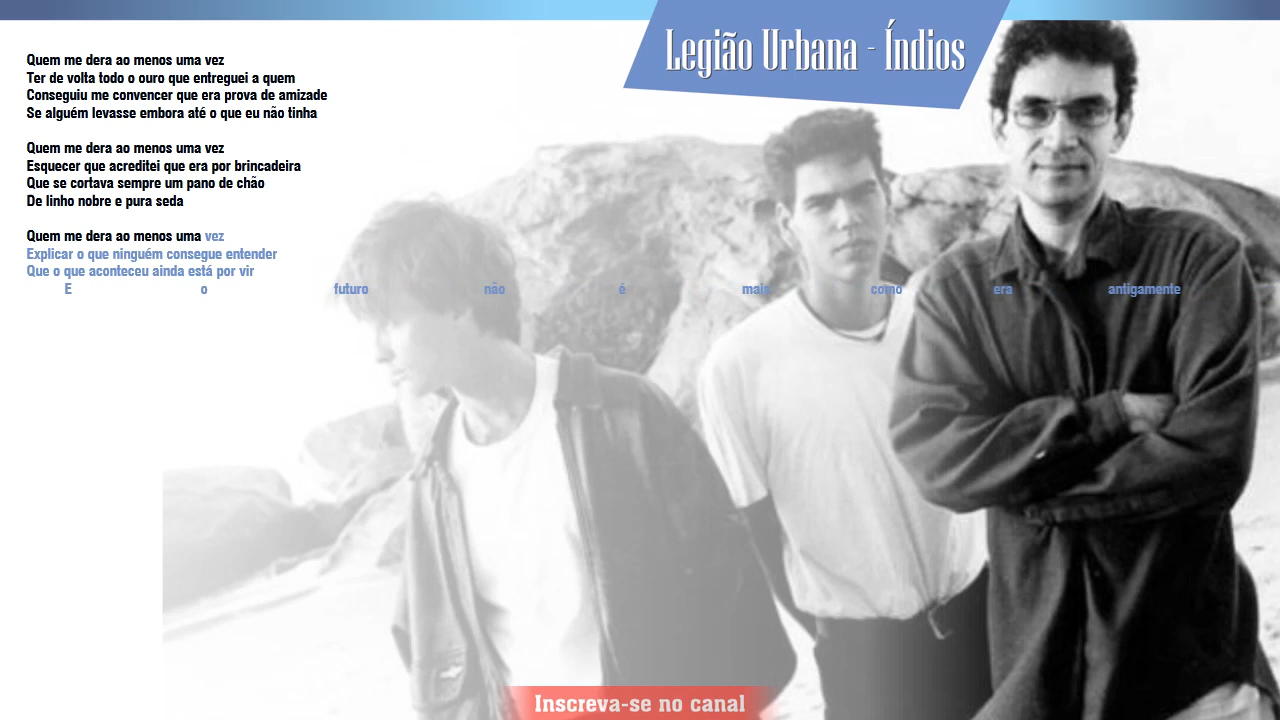 Legião Urbana - Índios
Quem me dera ao menos uma vez
Ter de volta todo o ouro que entreguei a quem
Conseguiu me convencer que era prova de amizade
Se alguém levasse embora até o que eu não tinha
Quem me dera ao menos uma vez
Esquecer que acreditei que era por brincadeira
Que se cortava sempre um pano de chão
De linho nobre e pura seda
Quem me dera ao menos uma vez
Explicar o que ninguém consegue entender
Que o que aconteceu ainda está por vir
E o futuro não é mais como era antigamente
Inscreva-se no canal